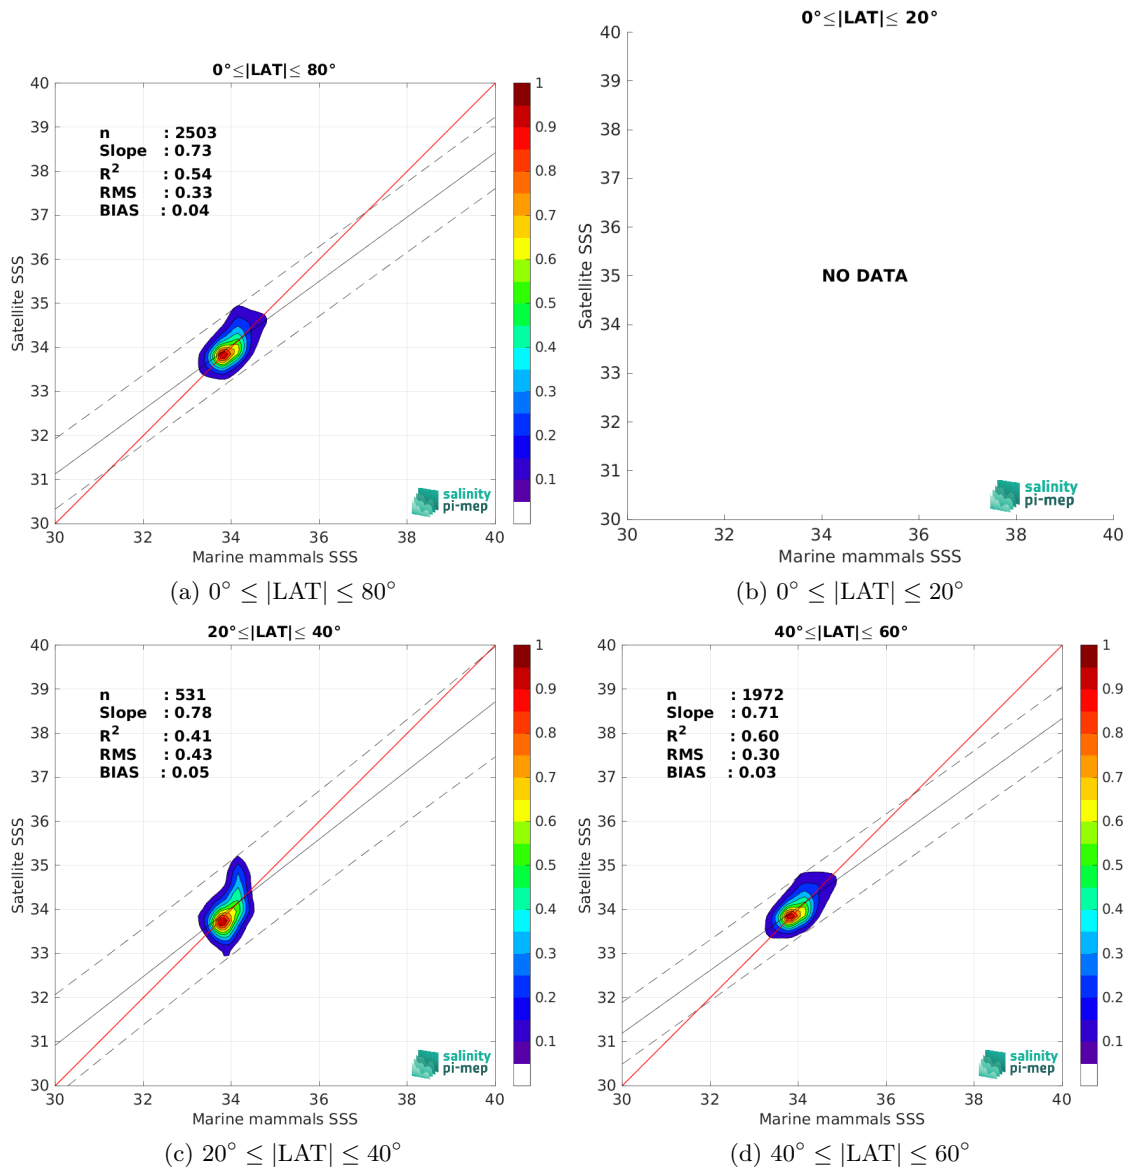 0°≤|LAT|≤ 80°
40
39
38
37
36
35
34
33
32
31
30
Satellite SSS
n : 2503
Slope : 0.73
R² : 0.54
RMS : 0.33
BIAS : 0.04
salinity
pi-mep
30 32 34 36 38 40
Marine mammals SSS
1
0.9
0.8
0.7
0.6
0.5
0.4
0.3
0.2
0.1
(a) 0° ≤ |LAT| ≤ 80°
0°≤|LAT|≤ 20°
40
39
38
37
36
35
34
33
32
31
30
Satellite SSS
NO DATA
salinity
pi-mep
30 32 34 36 38 40
Marine mammals SSS
(b) 0° ≤ |LAT| ≤ 20°
20°≤|LAT|≤ 40°
40
39
38
37
36
35
34
33
32
31
30
Satellite SSS
n : 531
Slope : 0.78
R² : 0.41
RMS : 0.43
BIAS : 0.05
salinity
pi-mep
30 32 34 36 38 40
Marine mammals SSS
1
0.9
0.8
0.7
0.6
0.5
0.4
0.3
0.2
0.1
(c) 20° ≤ |LAT| ≤ 40°
40°≤|LAT|≤ 60°
40
39
38
37
36
35
34
33
32
31
30
Satellite SSS
n : 1972
Slope : 0.71
R² : 0.60
RMS : 0.30
BIAS : 0.03
salinity
pi-mep
30 32 34 36 38 40
Marine mammals SSS
1
0.9
0.8
0.7
0.6
0.5
0.4
0.3
0.2
0.1
(d) 40° ≤ |LAT| ≤ 60°